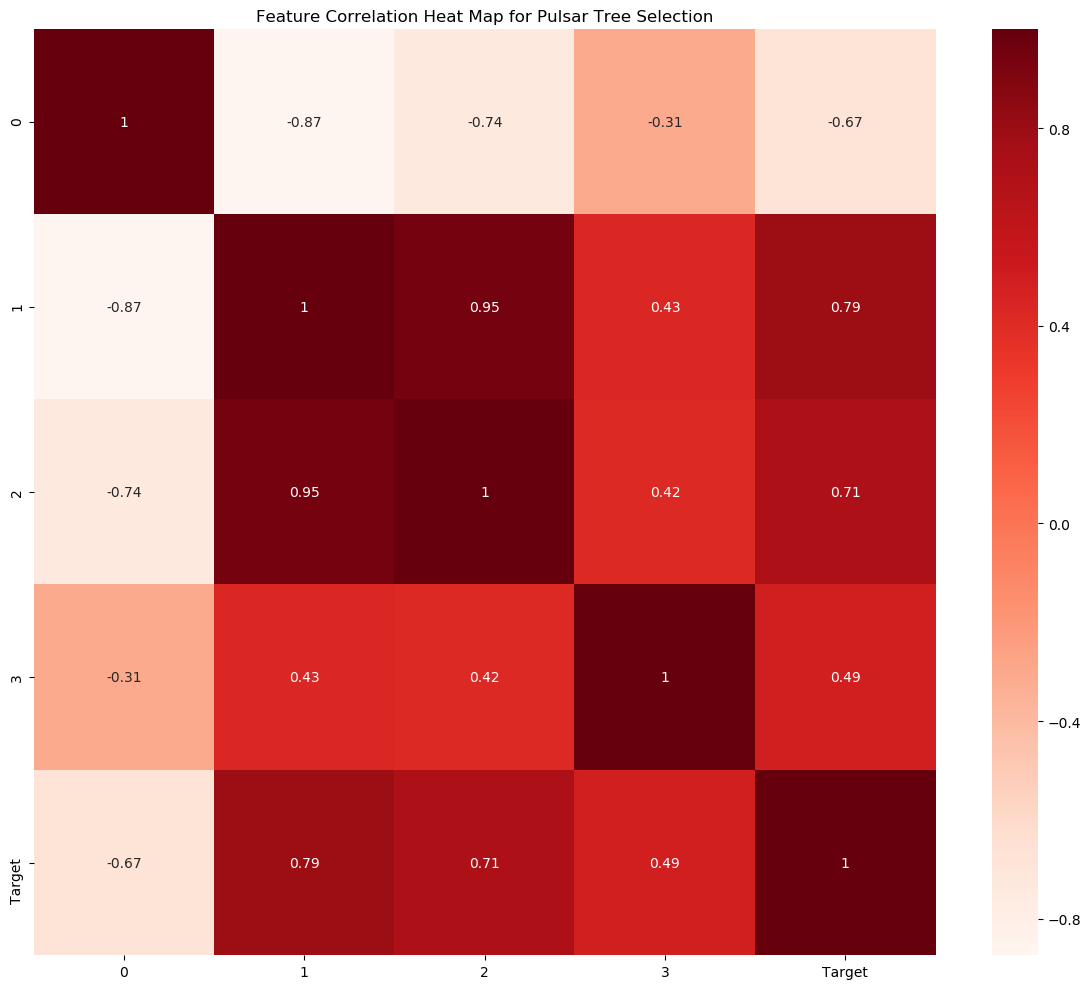 Feature Correlation Heat Map for Pulsar Tree Selection
0 1 -0.87 -0.74 -0.31 -0.67
1 -0.87 1 0.95 0.43 0.79
2 -0.74 0.95 1 0.42 0.71
3 -0.31 0.43 0.42 1 0.49
Target -0.67 0.79 0.71 0.49 1
0 1 2 3 Target
0.8
0.4
0.0
−0.4
−0.8